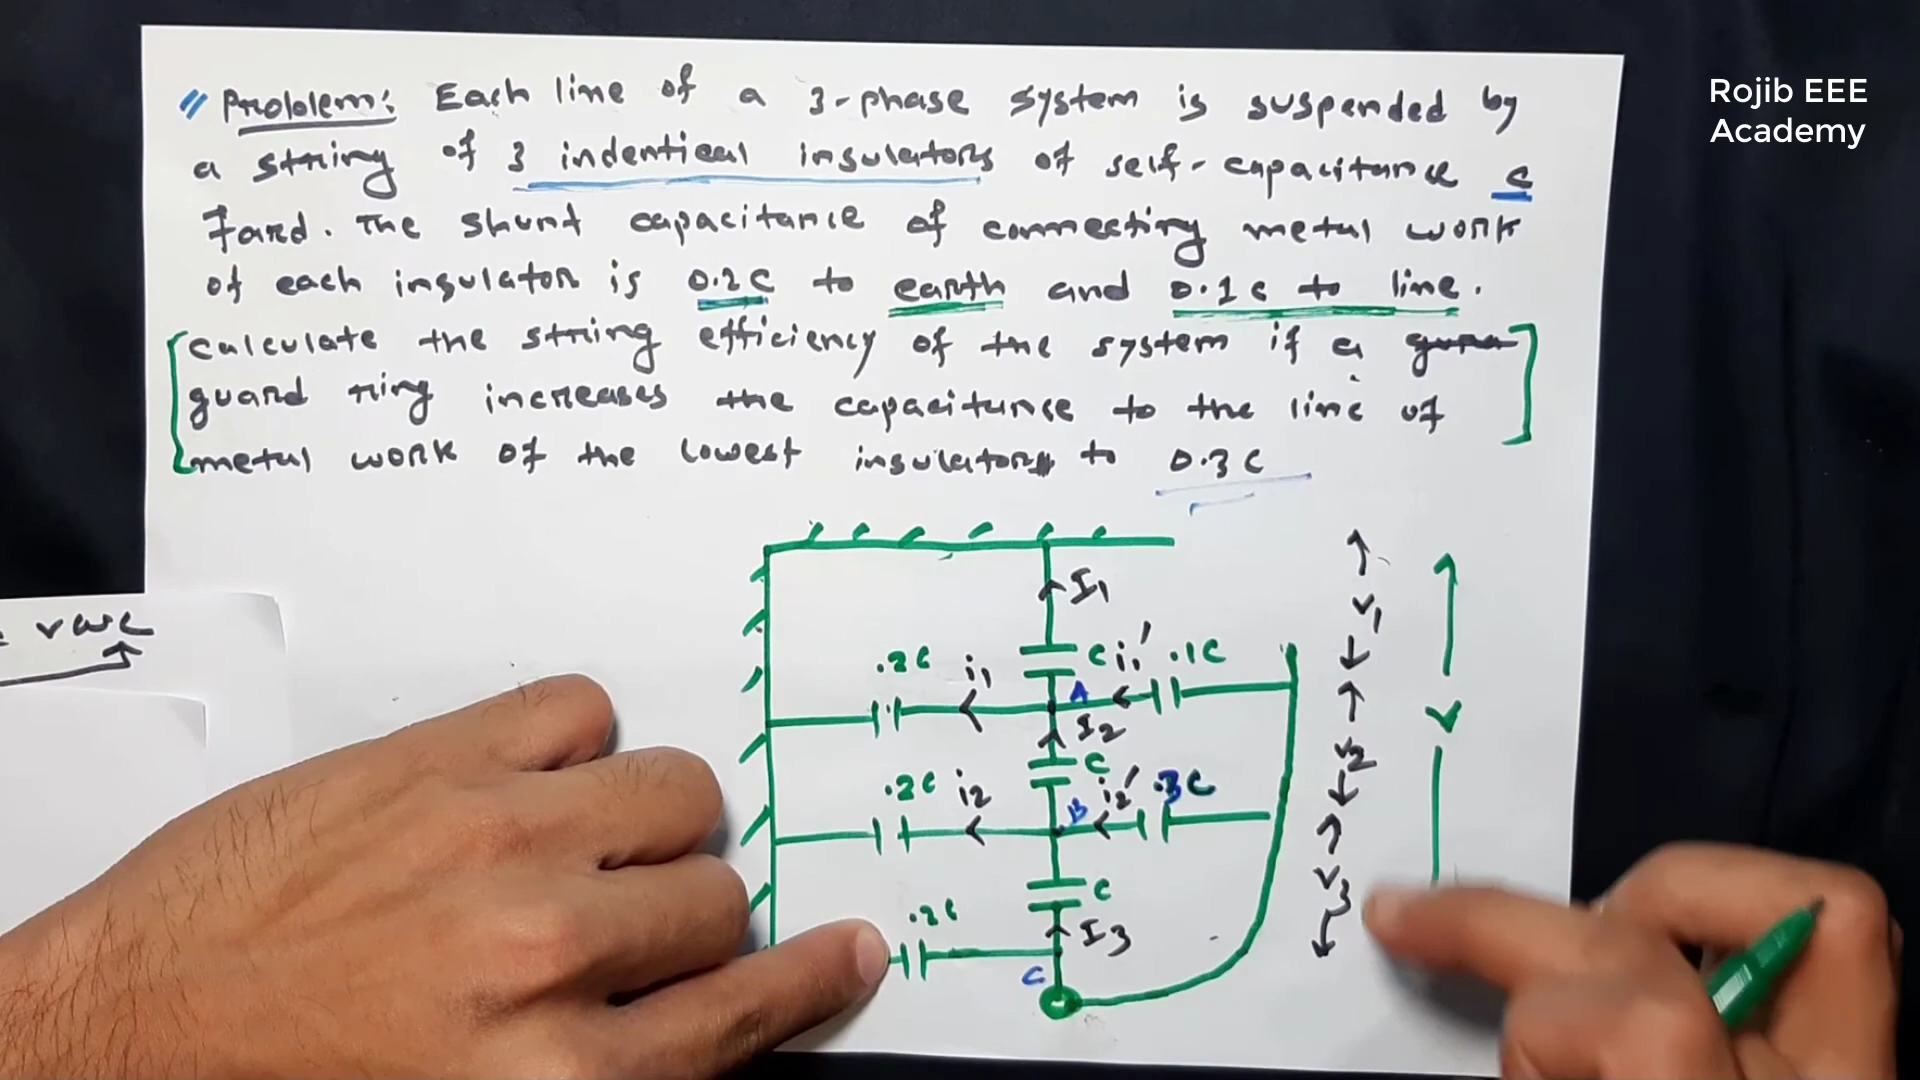 Problem: Each line of a 3-phase system is suspended by
a string of 3 indentical insulators of self-capacitance c
farad. The shunt capacitance of connecting metal work
of each insulator is 0.2c to earth and 0.1c to line.
Calculate the string efficiency of the system if a
guard ring increases the capacitance to the line of
metal work of the lowest insulator to 0.3c
Rojib EEE
Academy
vωc
I1
V1
.2c i1 c i1' .1c
A
I2
V
c
V2
.2c i2 B i2' .3c
c
V3
.2c
I3
C